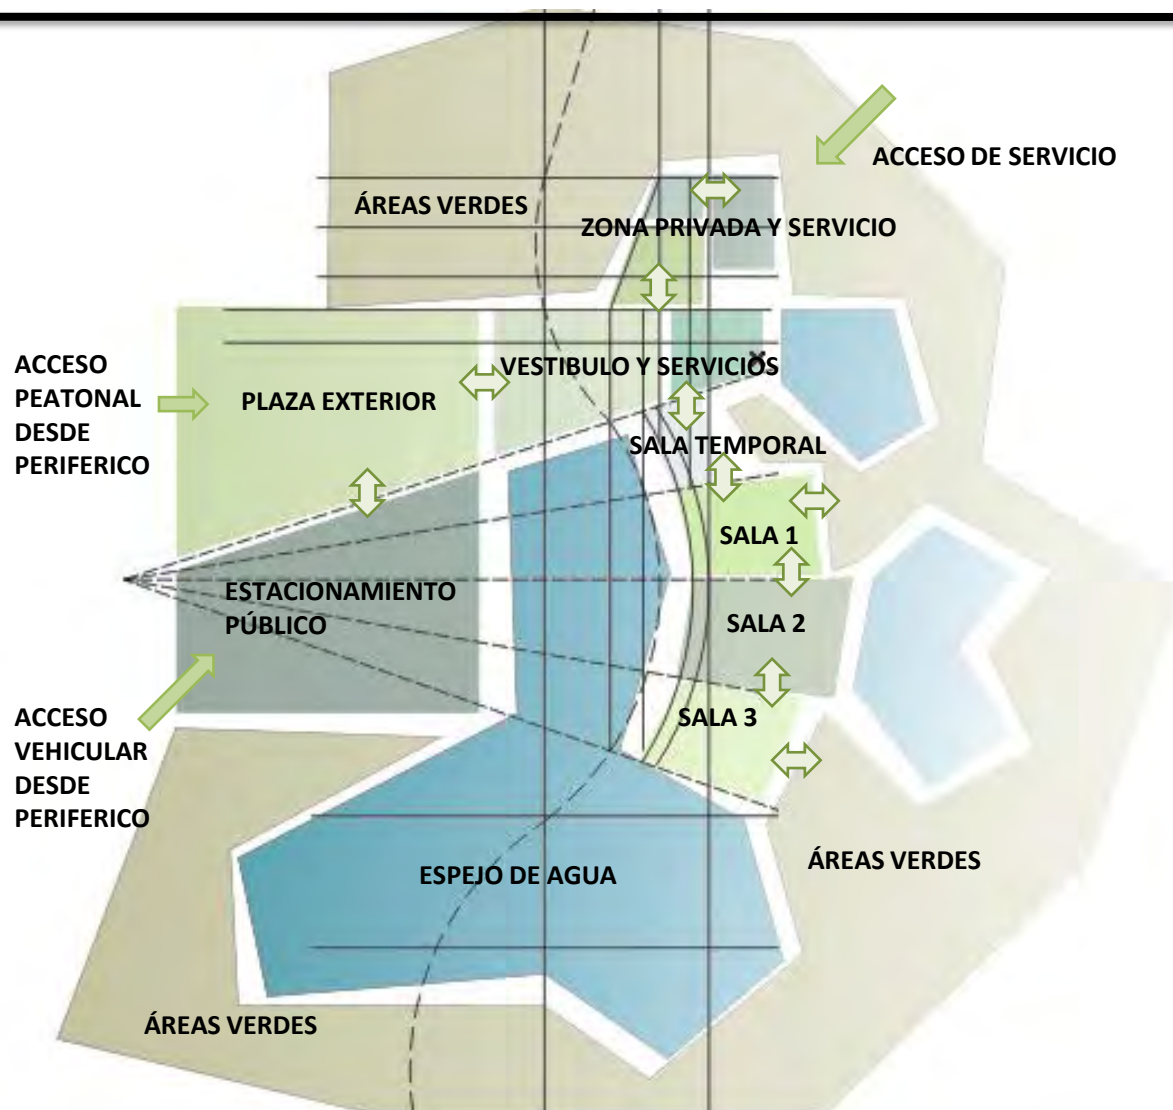 ACCESO DE SERVICIO
ÁREAS VERDES
ZONA PRIVADA Y SERVICIO
VESTIBULO Y SERVICIOS
ACCESO
PEATONAL
DESDE
PERIFERICO
PLAZA EXTERIOR
SALA TEMPORAL
SALA 1
ESTACIONAMIENTO
PÚBLICO
SALA 2
ACCESO
VEHICULAR
DESDE
PERIFERICO
SALA 3
ÁREAS VERDES
ESPEJO DE AGUA
ÁREAS VERDES